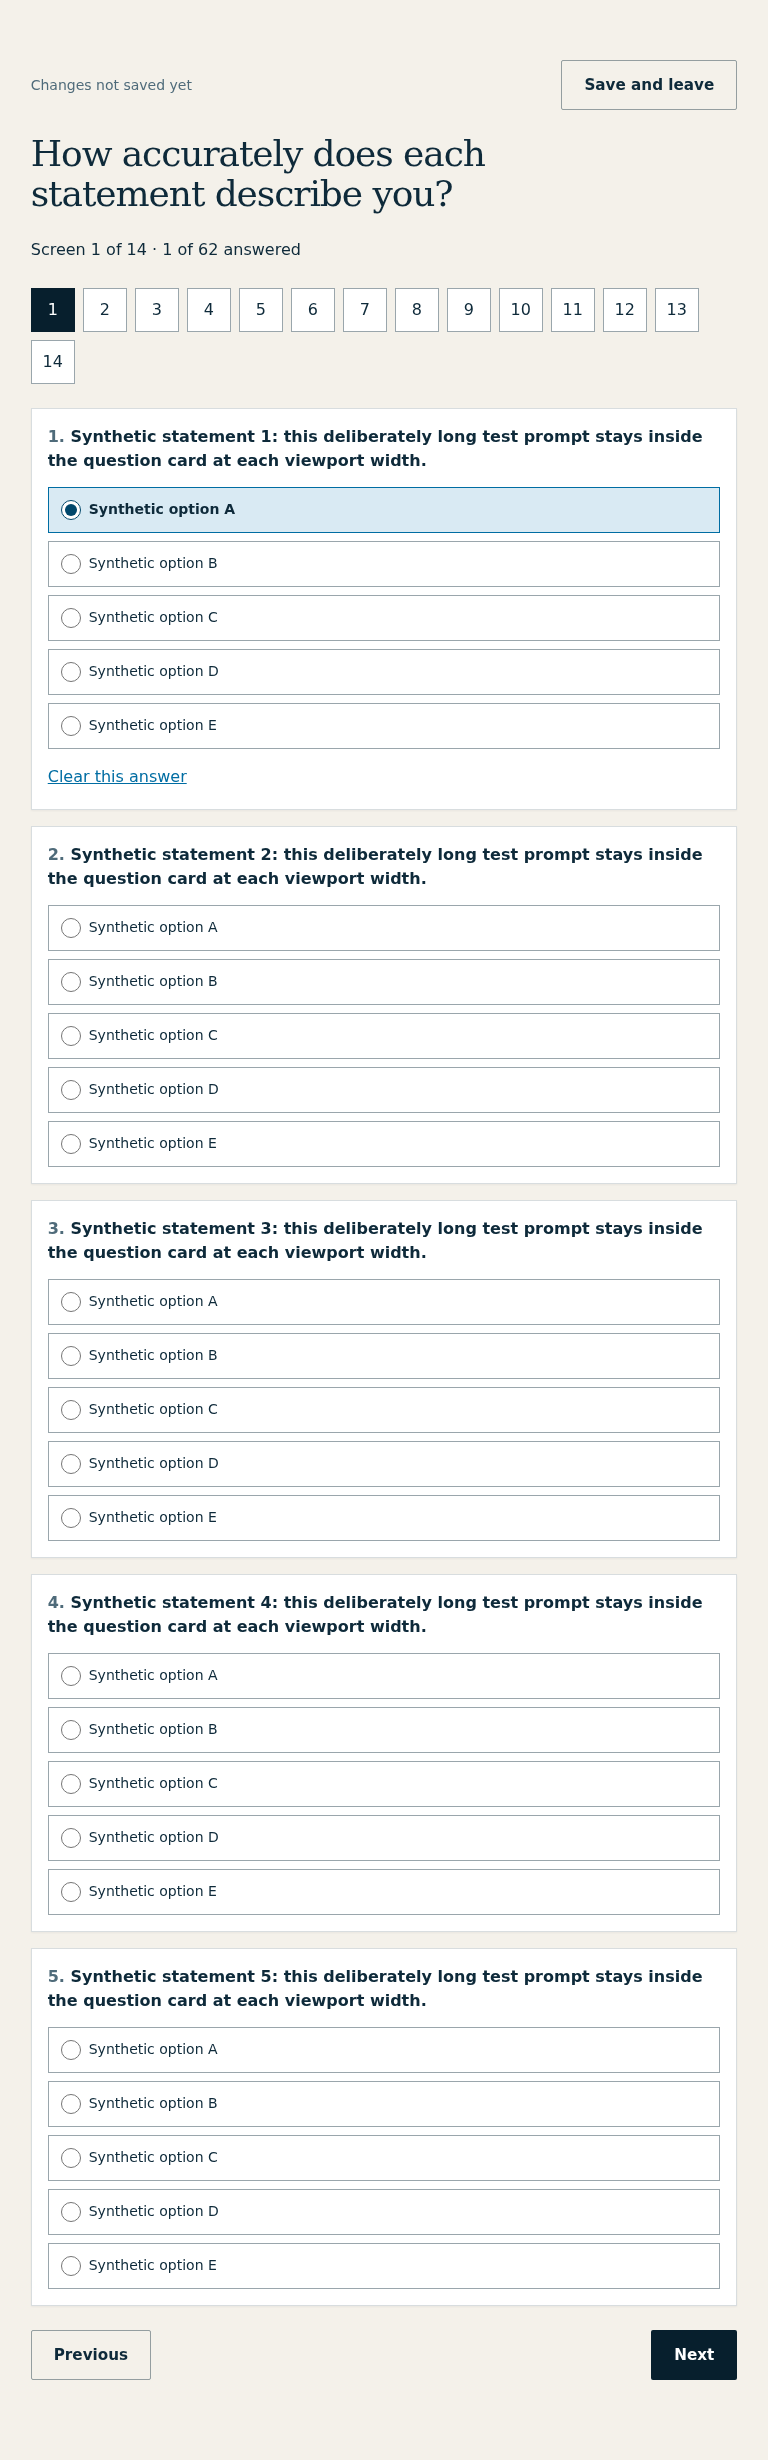 Changes not saved yet
Save and leave
How accurately does each
statement describe you?
Screen 1 of 14 · 1 of 62 answered
1 2 3 4 5 6 7 8 9 10 11 12 13
14
1. Synthetic statement 1: this deliberately long test prompt stays inside
the question card at each viewport width.
Synthetic option A
Synthetic option B
Synthetic option C
Synthetic option D
Synthetic option E
Clear this answer
2. Synthetic statement 2: this deliberately long test prompt stays inside
the question card at each viewport width.
Synthetic option A
Synthetic option B
Synthetic option C
Synthetic option D
Synthetic option E
3. Synthetic statement 3: this deliberately long test prompt stays inside
the question card at each viewport width.
Synthetic option A
Synthetic option B
Synthetic option C
Synthetic option D
Synthetic option E
4. Synthetic statement 4: this deliberately long test prompt stays inside
the question card at each viewport width.
Synthetic option A
Synthetic option B
Synthetic option C
Synthetic option D
Synthetic option E
5. Synthetic statement 5: this deliberately long test prompt stays inside
the question card at each viewport width.
Synthetic option A
Synthetic option B
Synthetic option C
Synthetic option D
Synthetic option E
Previous
Next